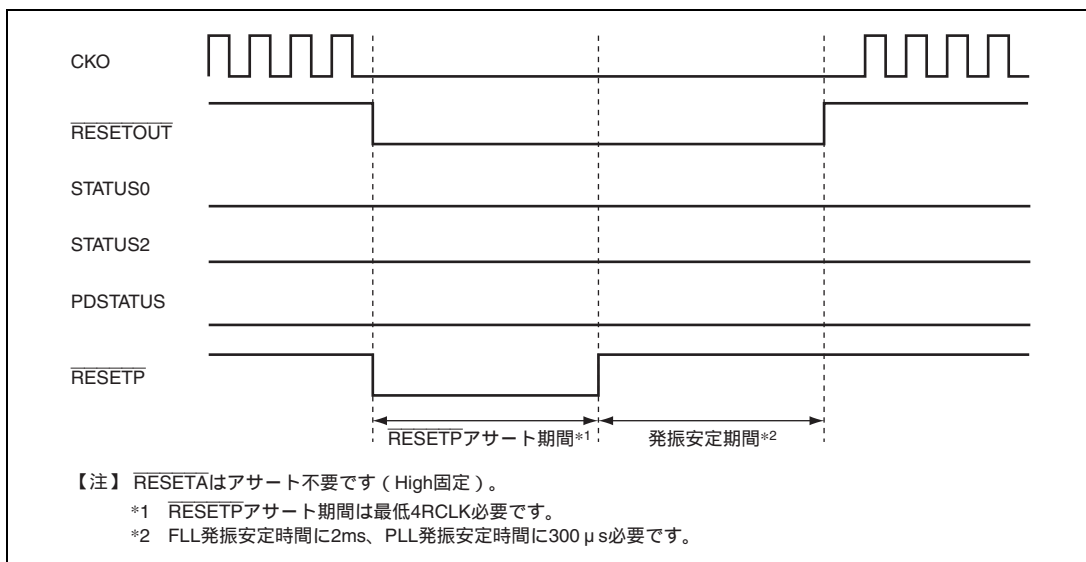 CKO
RESETOUT
STATUS0
STATUS2
PDSTATUS
RESETP
RESETPアサート期間*1
発振安定期間*2
【注】 RESETAはアサート不要です（High固定）。
*1 RESETPアサート期間は最低4RCLK必要です。
*2 FLL発振安定時間に2ms、PLL発振安定時間に300μs必要です。